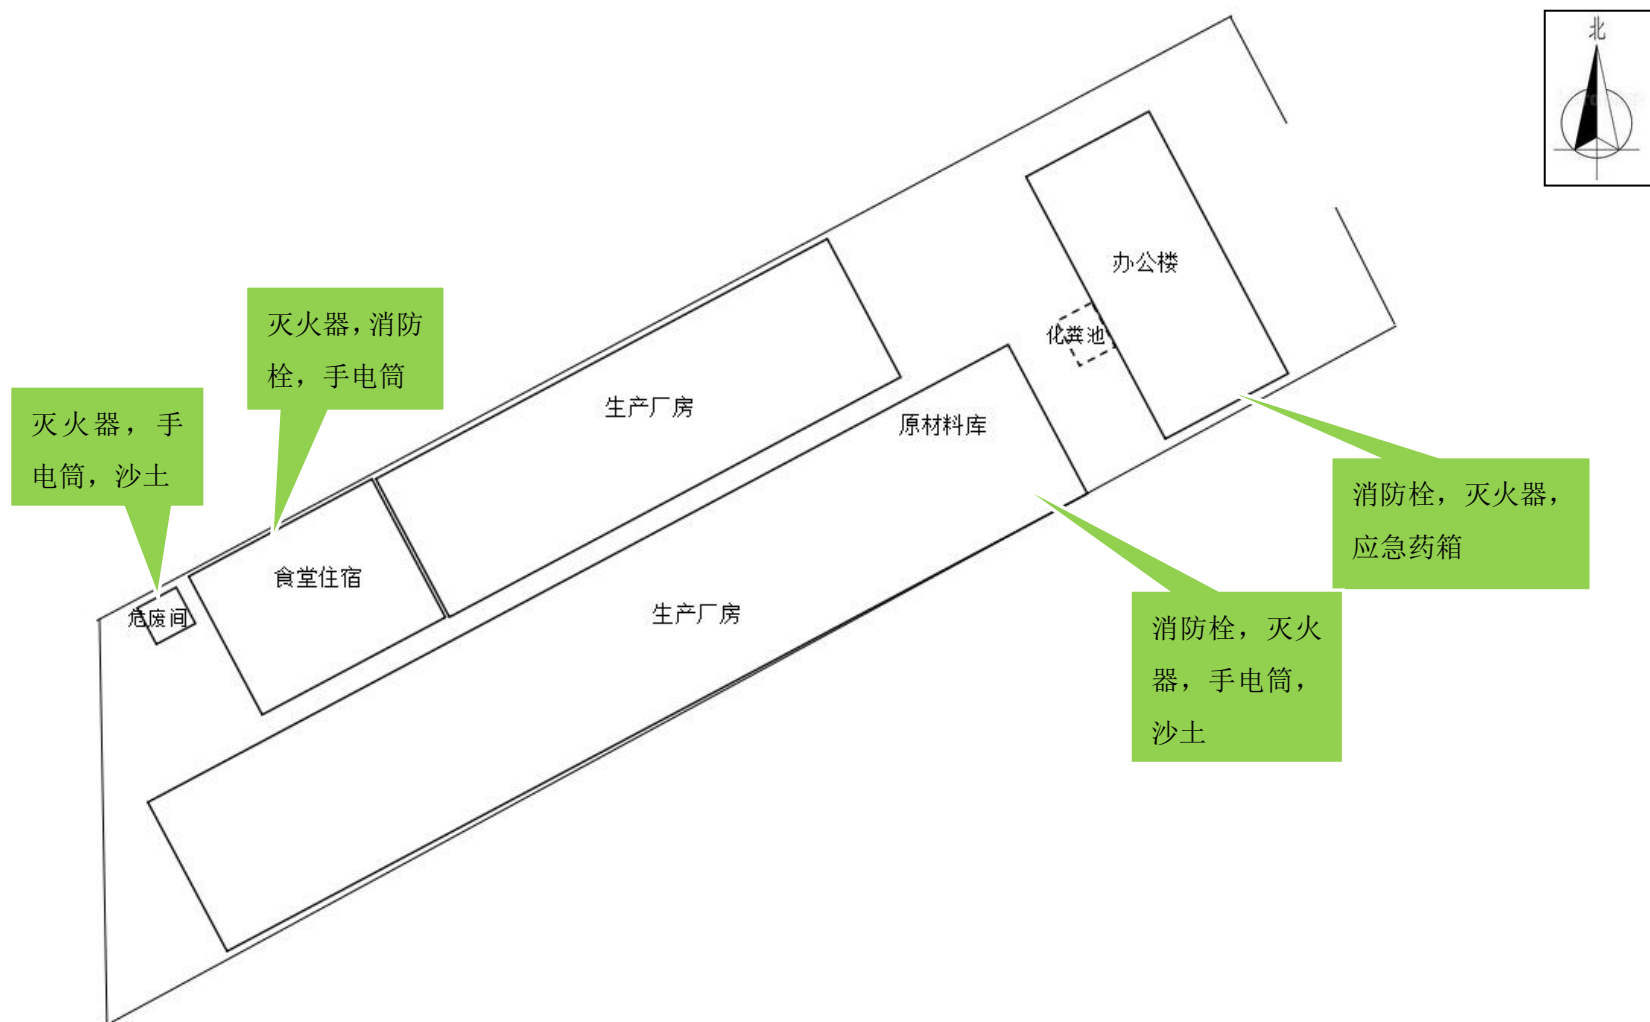 北
办公楼
灭火器，消防
栓，手电筒
化粪池
灭火器，手
电筒，沙土
生产厂房
原材料库
消防栓，灭火器，
应急药箱
食堂住宿
危废间
生产厂房
消防栓，灭火
器，手电筒，
沙土